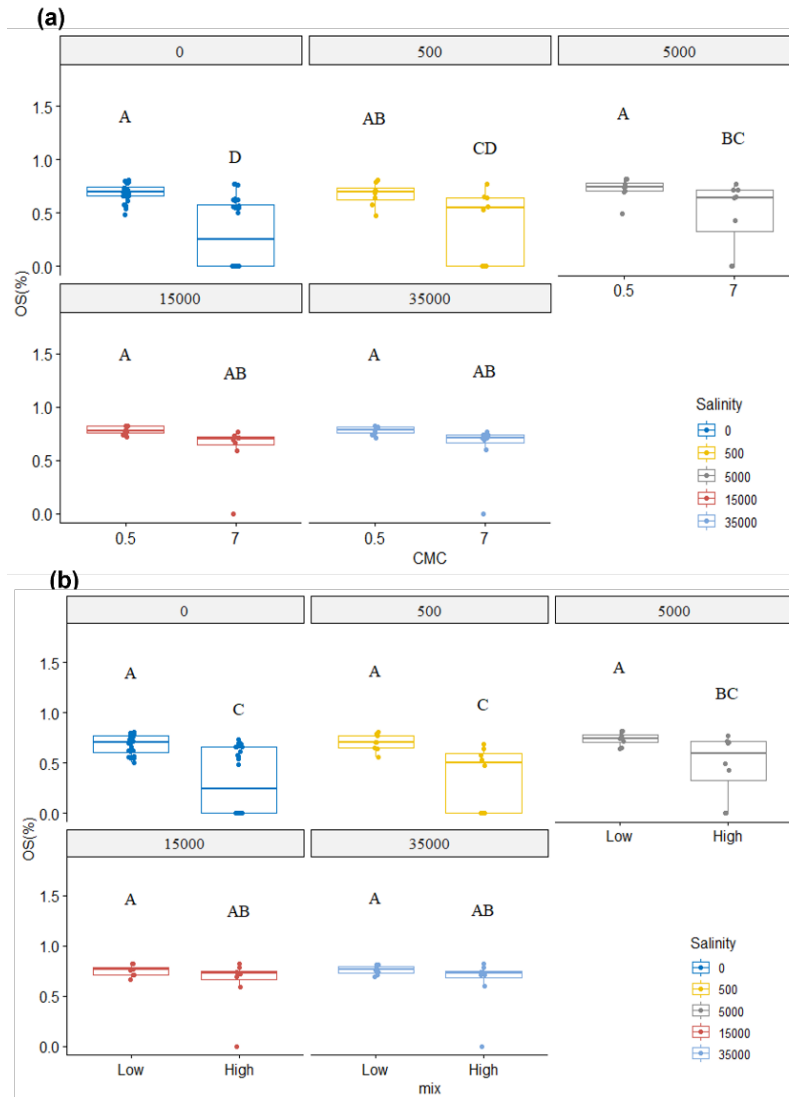 (a)
0 500 5000
A D AB CD A BC
1.5
1.0
0.5
0.0
0.5 7
15000 35000
A AB A AB
1.5
1.0
0.5
0.0
0.5 7 0.5 7
OS(%)
CMC
Salinity
0
500
5000
15000
35000
(b)
0 500 5000
A C A C A BC
1.5
1.0
0.5
0.0
Low High
15000 35000
A AB A AB
1.5
1.0
0.5
0.0
Low High Low High
OS(%)
mix
Salinity
0
500
5000
15000
35000